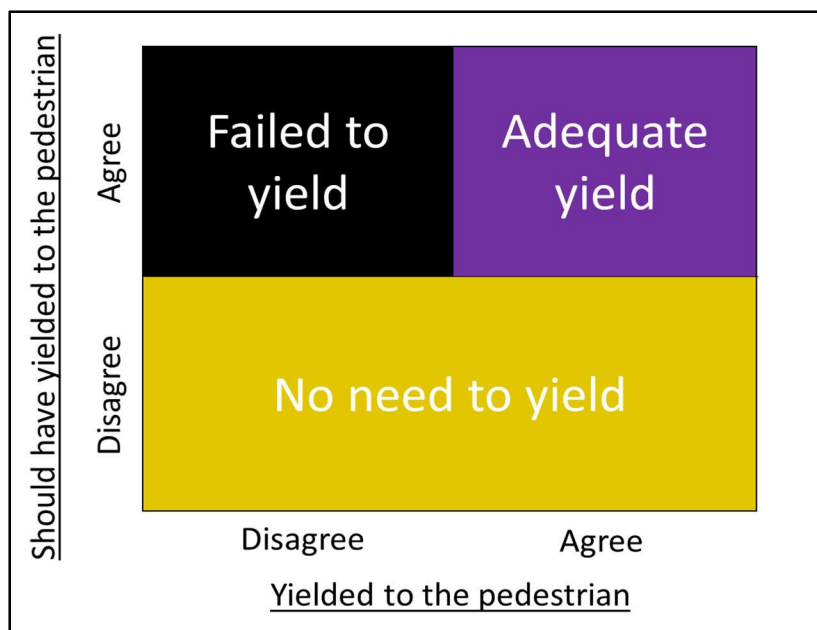 Should have yielded to the pedestrian
Agree
Disagree
Failed to
yield
Adequate
yield
No need to yield
Disagree
Agree
Yielded to the pedestrian